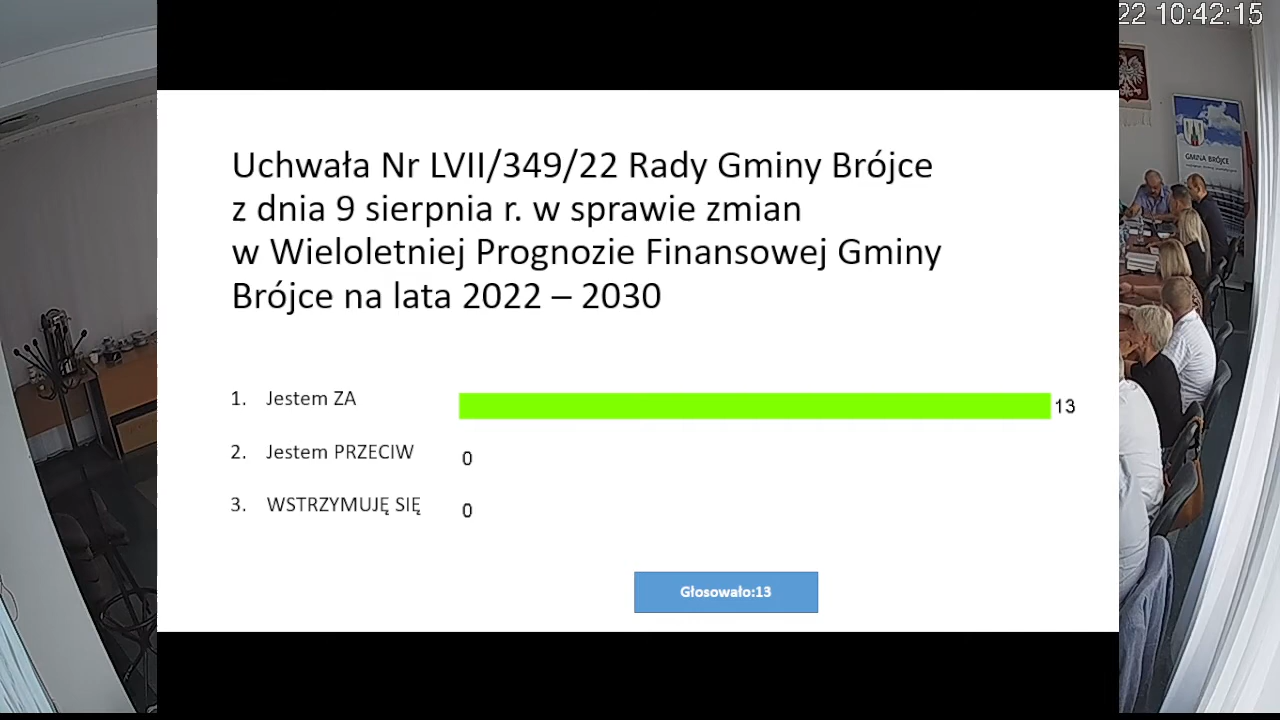 22 10:42:15
Uchwała Nr LVII/349/22 Rady Gminy Brójce
z dnia 9 sierpnia r. w sprawie zmian
w Wieloletniej Prognozie Finansowej Gminy
Brójce na lata 2022 – 2030
1. Jestem ZA 13
2. Jestem PRZECIW 0
3. WSTRZYMUJĘ SIĘ 0
Głosowało:13
GMINA BRÓJCE